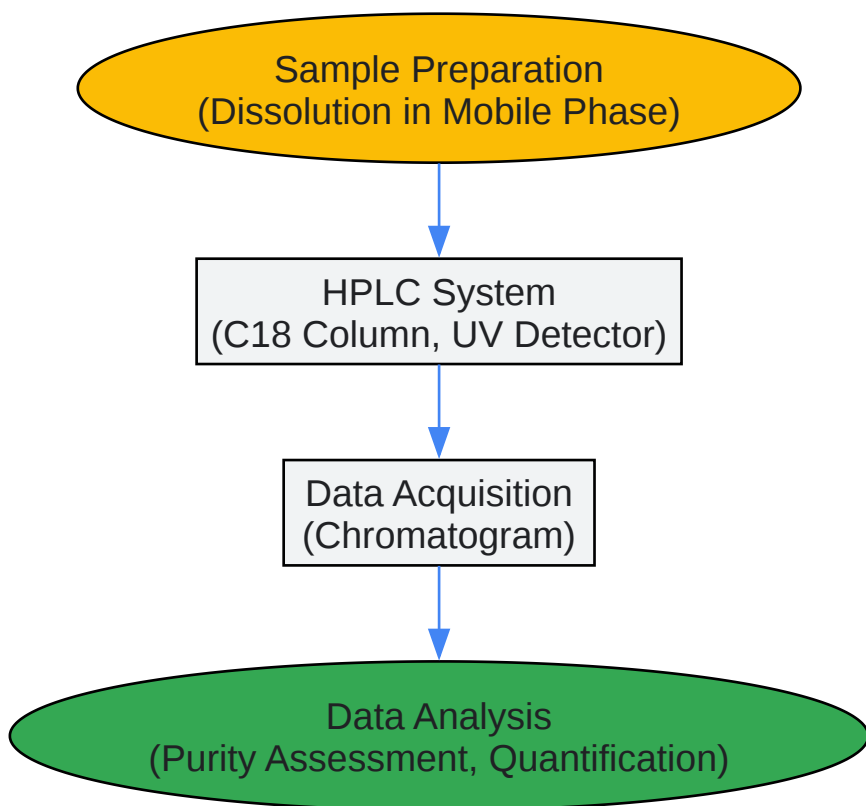 Sample Preparation
(Dissolution in Mobile Phase)
HPLC System
(C18 Column, UV Detector)
Data Acquisition
(Chromatogram)
Data Analysis
(Purity Assessment, Quantification)